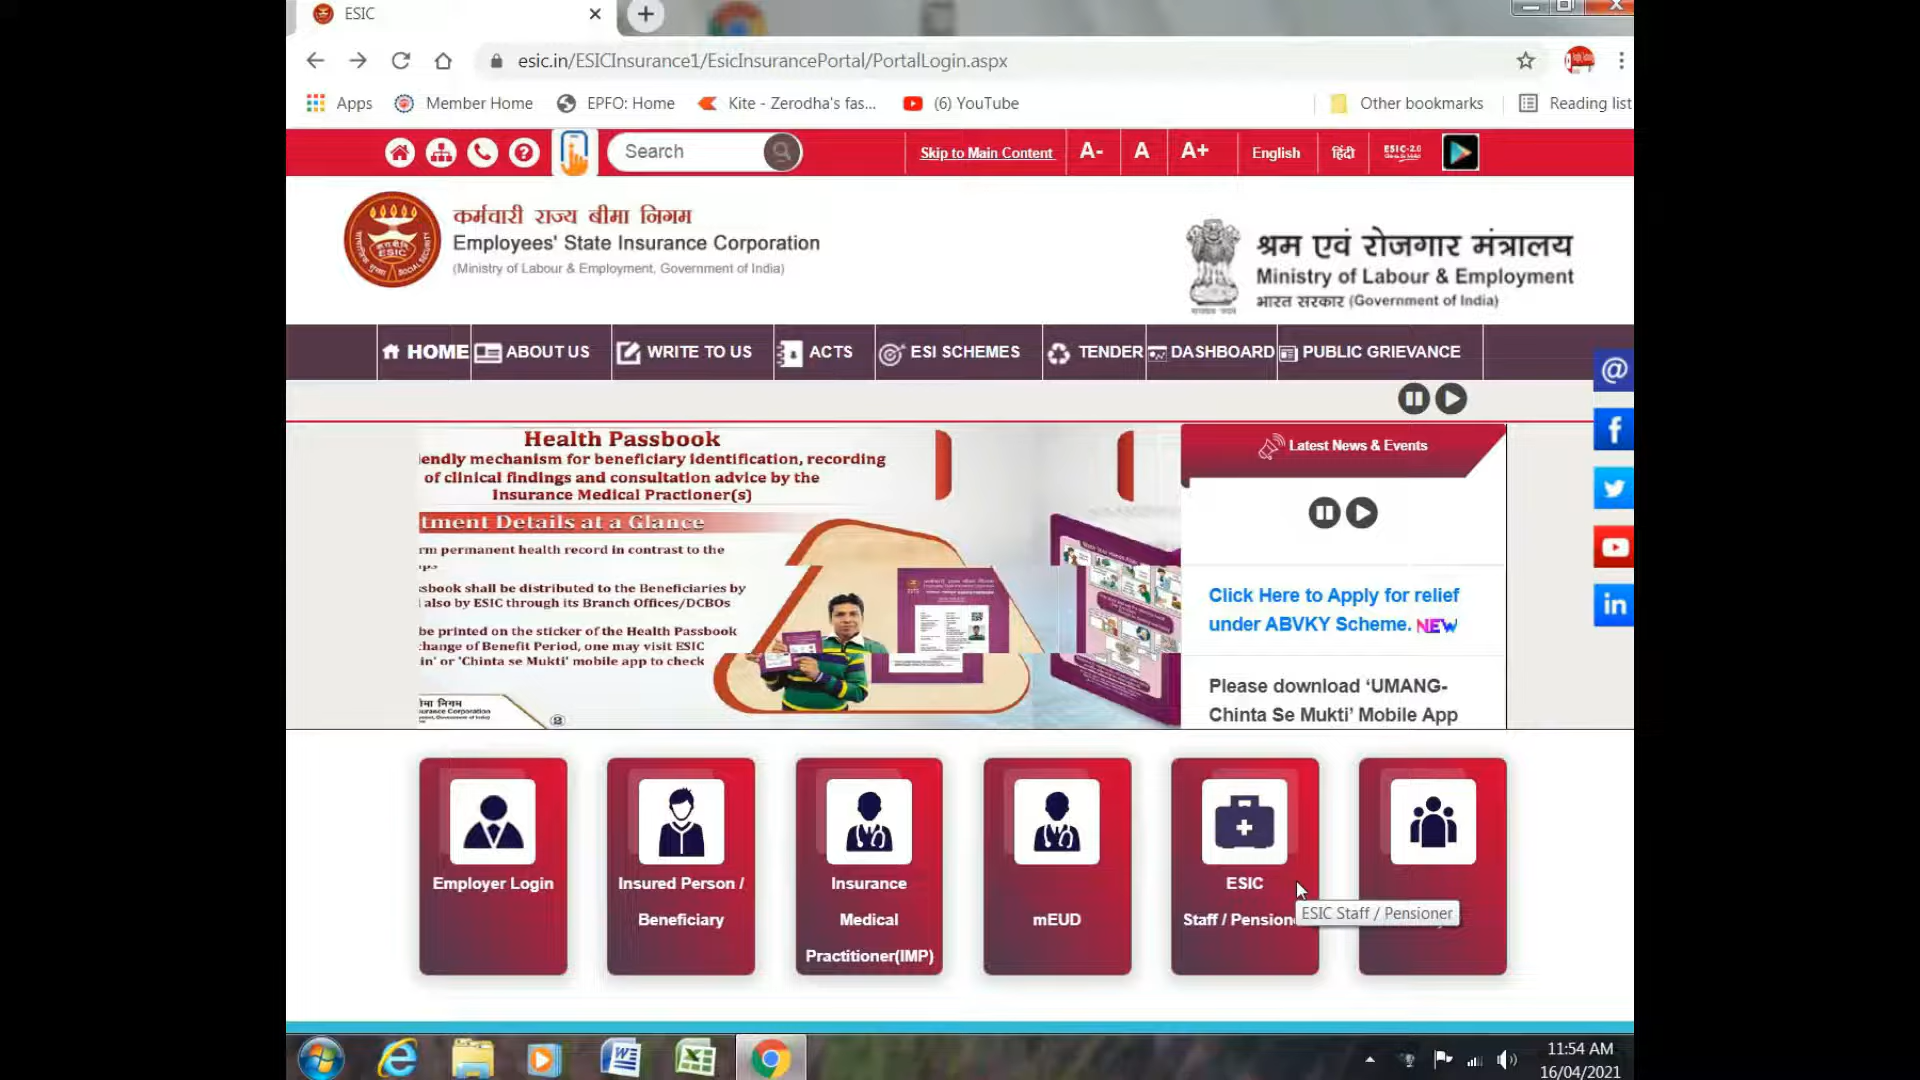 ESIC
esic.in/ESICInsurance1/EsicInsurancePortal/PortalLogin.aspx
Apps Member Home EPFO: Home Kite - Zerodha's fas... (6) YouTube Other bookmarks Reading list
Search Skip to Main Content A- A A+ English हिंदी ESIC-2.0
कर्मचारी राज्य बीमा निगम
Employees' State Insurance Corporation
(Ministry of Labour & Employment, Government of India)
श्रम एवं रोजगार मंत्रालय
Ministry of Labour & Employment
भारत सरकार (Government of India)
HOME ABOUT US WRITE TO US ACTS ESI SCHEMES TENDER DASHBOARD PUBLIC GRIEVANCE
Health Passbook
endly mechanism for beneficiary identification, recording
of clinical findings and consultation advice by the
Insurance Medical Practioner(s)
tment Details at a Glance
rm permanent health record in contrast to the
ssbook shall be distributed to the Beneficiaries by
also by ESIC through its Branch Offices/DCBOs
be printed on the sticker of the Health Passbook
change of Benefit Period, one may visit ESIC
in' or 'Chinta se Mukti' mobile app to check
बीमा निगम
surance Corporation
Latest News & Events
Click Here to Apply for relief
under ABVKY Scheme. NEW
Please download ‘UMANG-
Chinta Se Mukti’ Mobile App
Employer Login
Insured Person /
Beneficiary
Insurance
Medical
Practitioner(IMP)
mEUD
ESIC
Staff / Pension
ESIC Staff / Pensioner
11:54 AM
16/04/2021